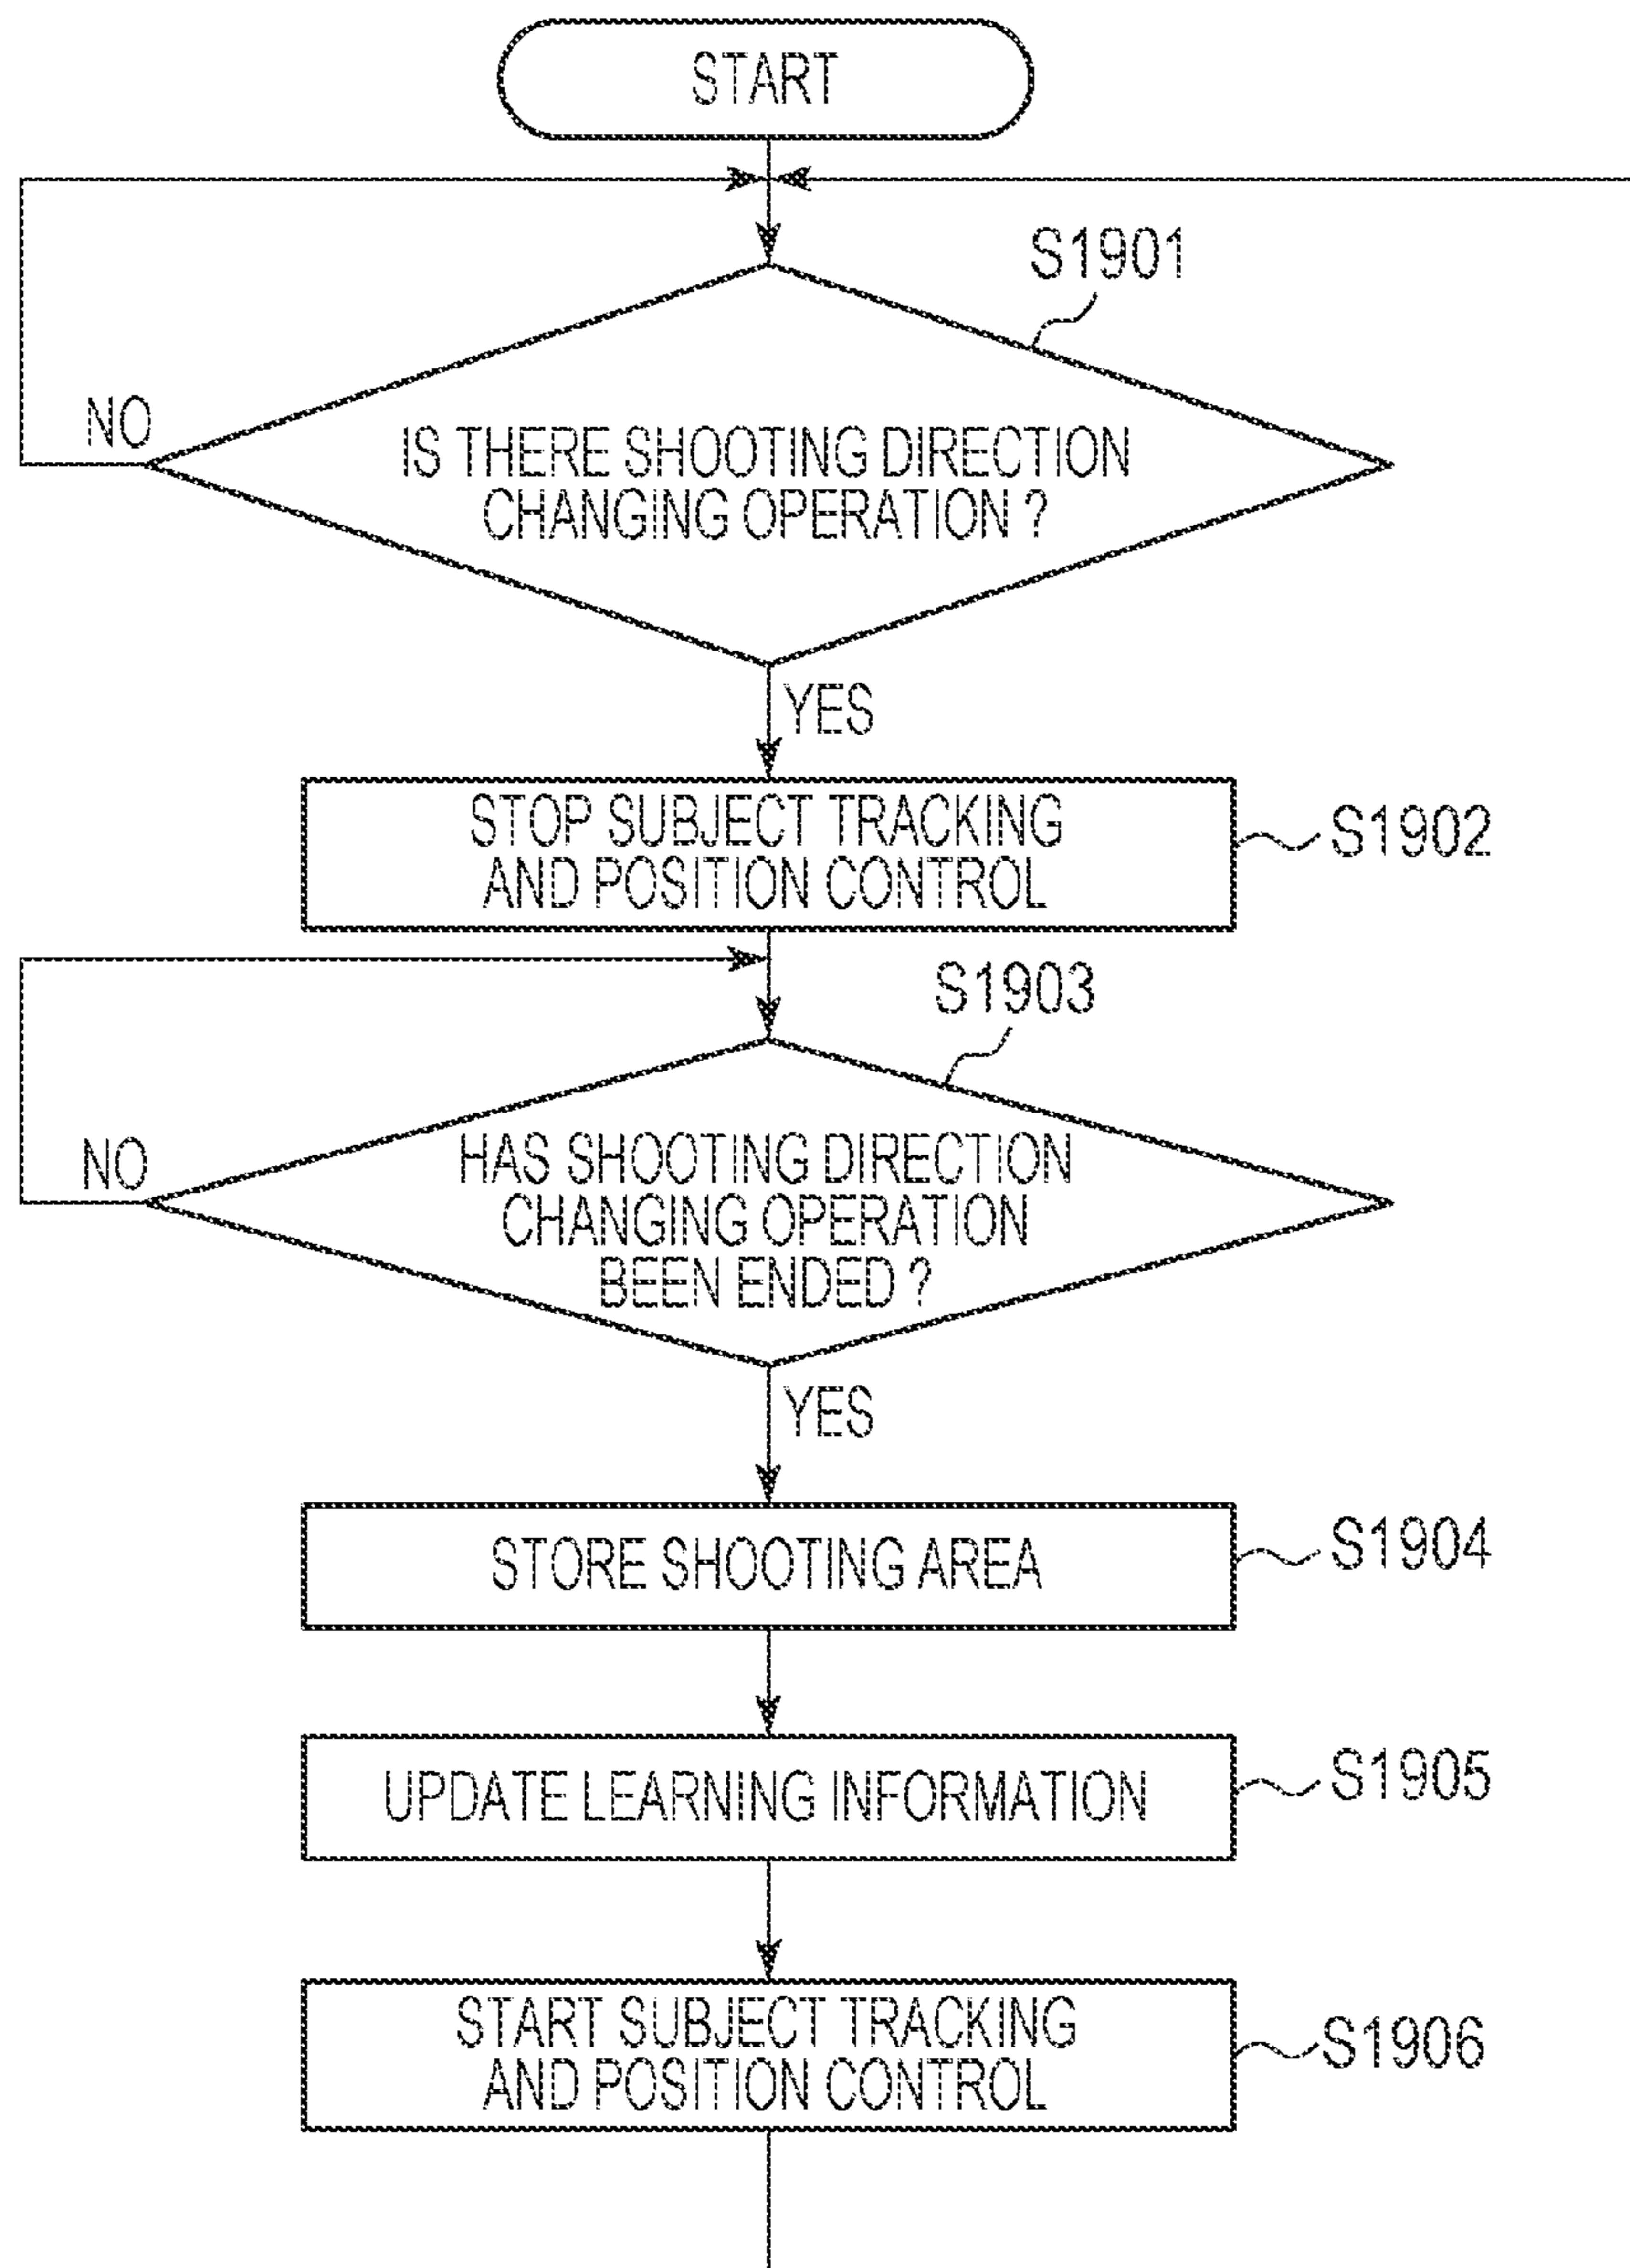 START
S1901
NO
IS THERE SHOOTING DIRECTION
CHANGING OPERATION ?
YES
STOP SUBJECT TRACKING
AND POSITION CONTROL
S1902
S1903
NO
HAS SHOOTING DIRECTION
CHANGING OPERATION
BEEN ENDED ?
YES
STORE SHOOTING AREA
S1904
UPDATE LEARNING INFORMATION
S1905
START SUBJECT TRACKING
AND POSITION CONTROL
S1906